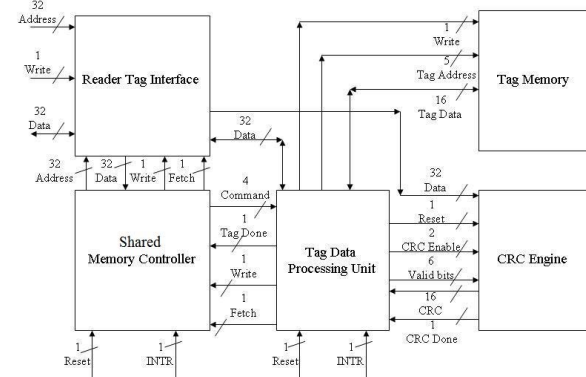 32
Address
1
Write
32
Data
Reader Tag Interface
1
Write
5
Tag Address
16
Tag Data
Tag Memory
32
Data
32
Address
32
Data
1
Write
1
Fetch
4
Command
1
Tag Done
1
Write
1
Fetch
Shared
Memory Controller
Tag Data
Processing Unit
32
Data
1
Reset
2
CRC Enable
6
Valid bits
16
CRC
1
CRC Done
CRC Engine
1
Reset
1
INTR
1
Reset
1
INTR